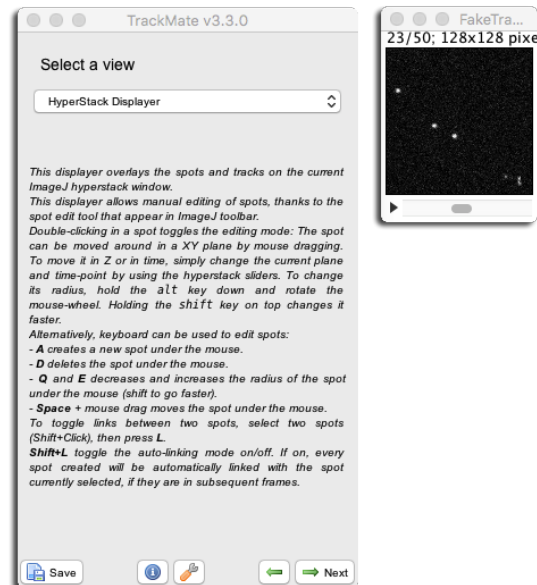 TrackMate v3.3.0
Select a view
HyperStack Displayer
This displayer overlays the spots and tracks on the current
ImageJ hyperstack window.
This displayer allows manual editing of spots, thanks to the
spot edit tool that appear in ImageJ toolbar.
Double-clicking in a spot toggles the editing mode: The spot
can be moved around in a XY plane by mouse dragging.
To move it in Z or in time, simply change the current plane
and time-point by using the hyperstack sliders. To change
its radius, hold the alt key down and rotate the
mouse-wheel. Holding the shift key on top changes it
faster.
Alternatively, keyboard can be used to edit spots:
- A creates a new spot under the mouse.
- D deletes the spot under the mouse.
- Q and E decreases and increases the radius of the spot
under the mouse (shift to go faster).
- Space + mouse drag moves the spot under the mouse.
To toggle links between two spots, select two spots
(Shift+Click), then press L.
Shift+L toggle the auto-linking mode on/off. If on, every
spot created will be automatically linked with the spot
currently selected, if they are in subsequent frames.
Save
Next
FakeTra...
23/50; 128x128 pixe